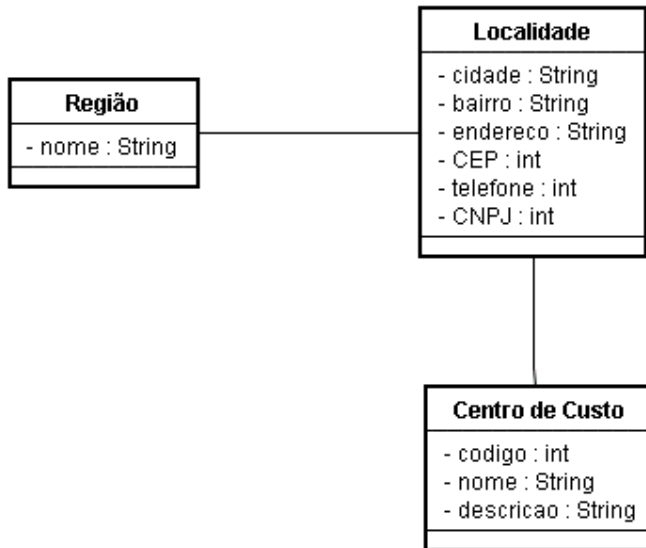 Região
- nome : String
Localidade
- cidade : String
- bairro : String
- endereco : String
- CEP : int
- telefone : int
- CNPJ : int
Centro de Custo
- codigo : int
- nome : String
- descricao : String